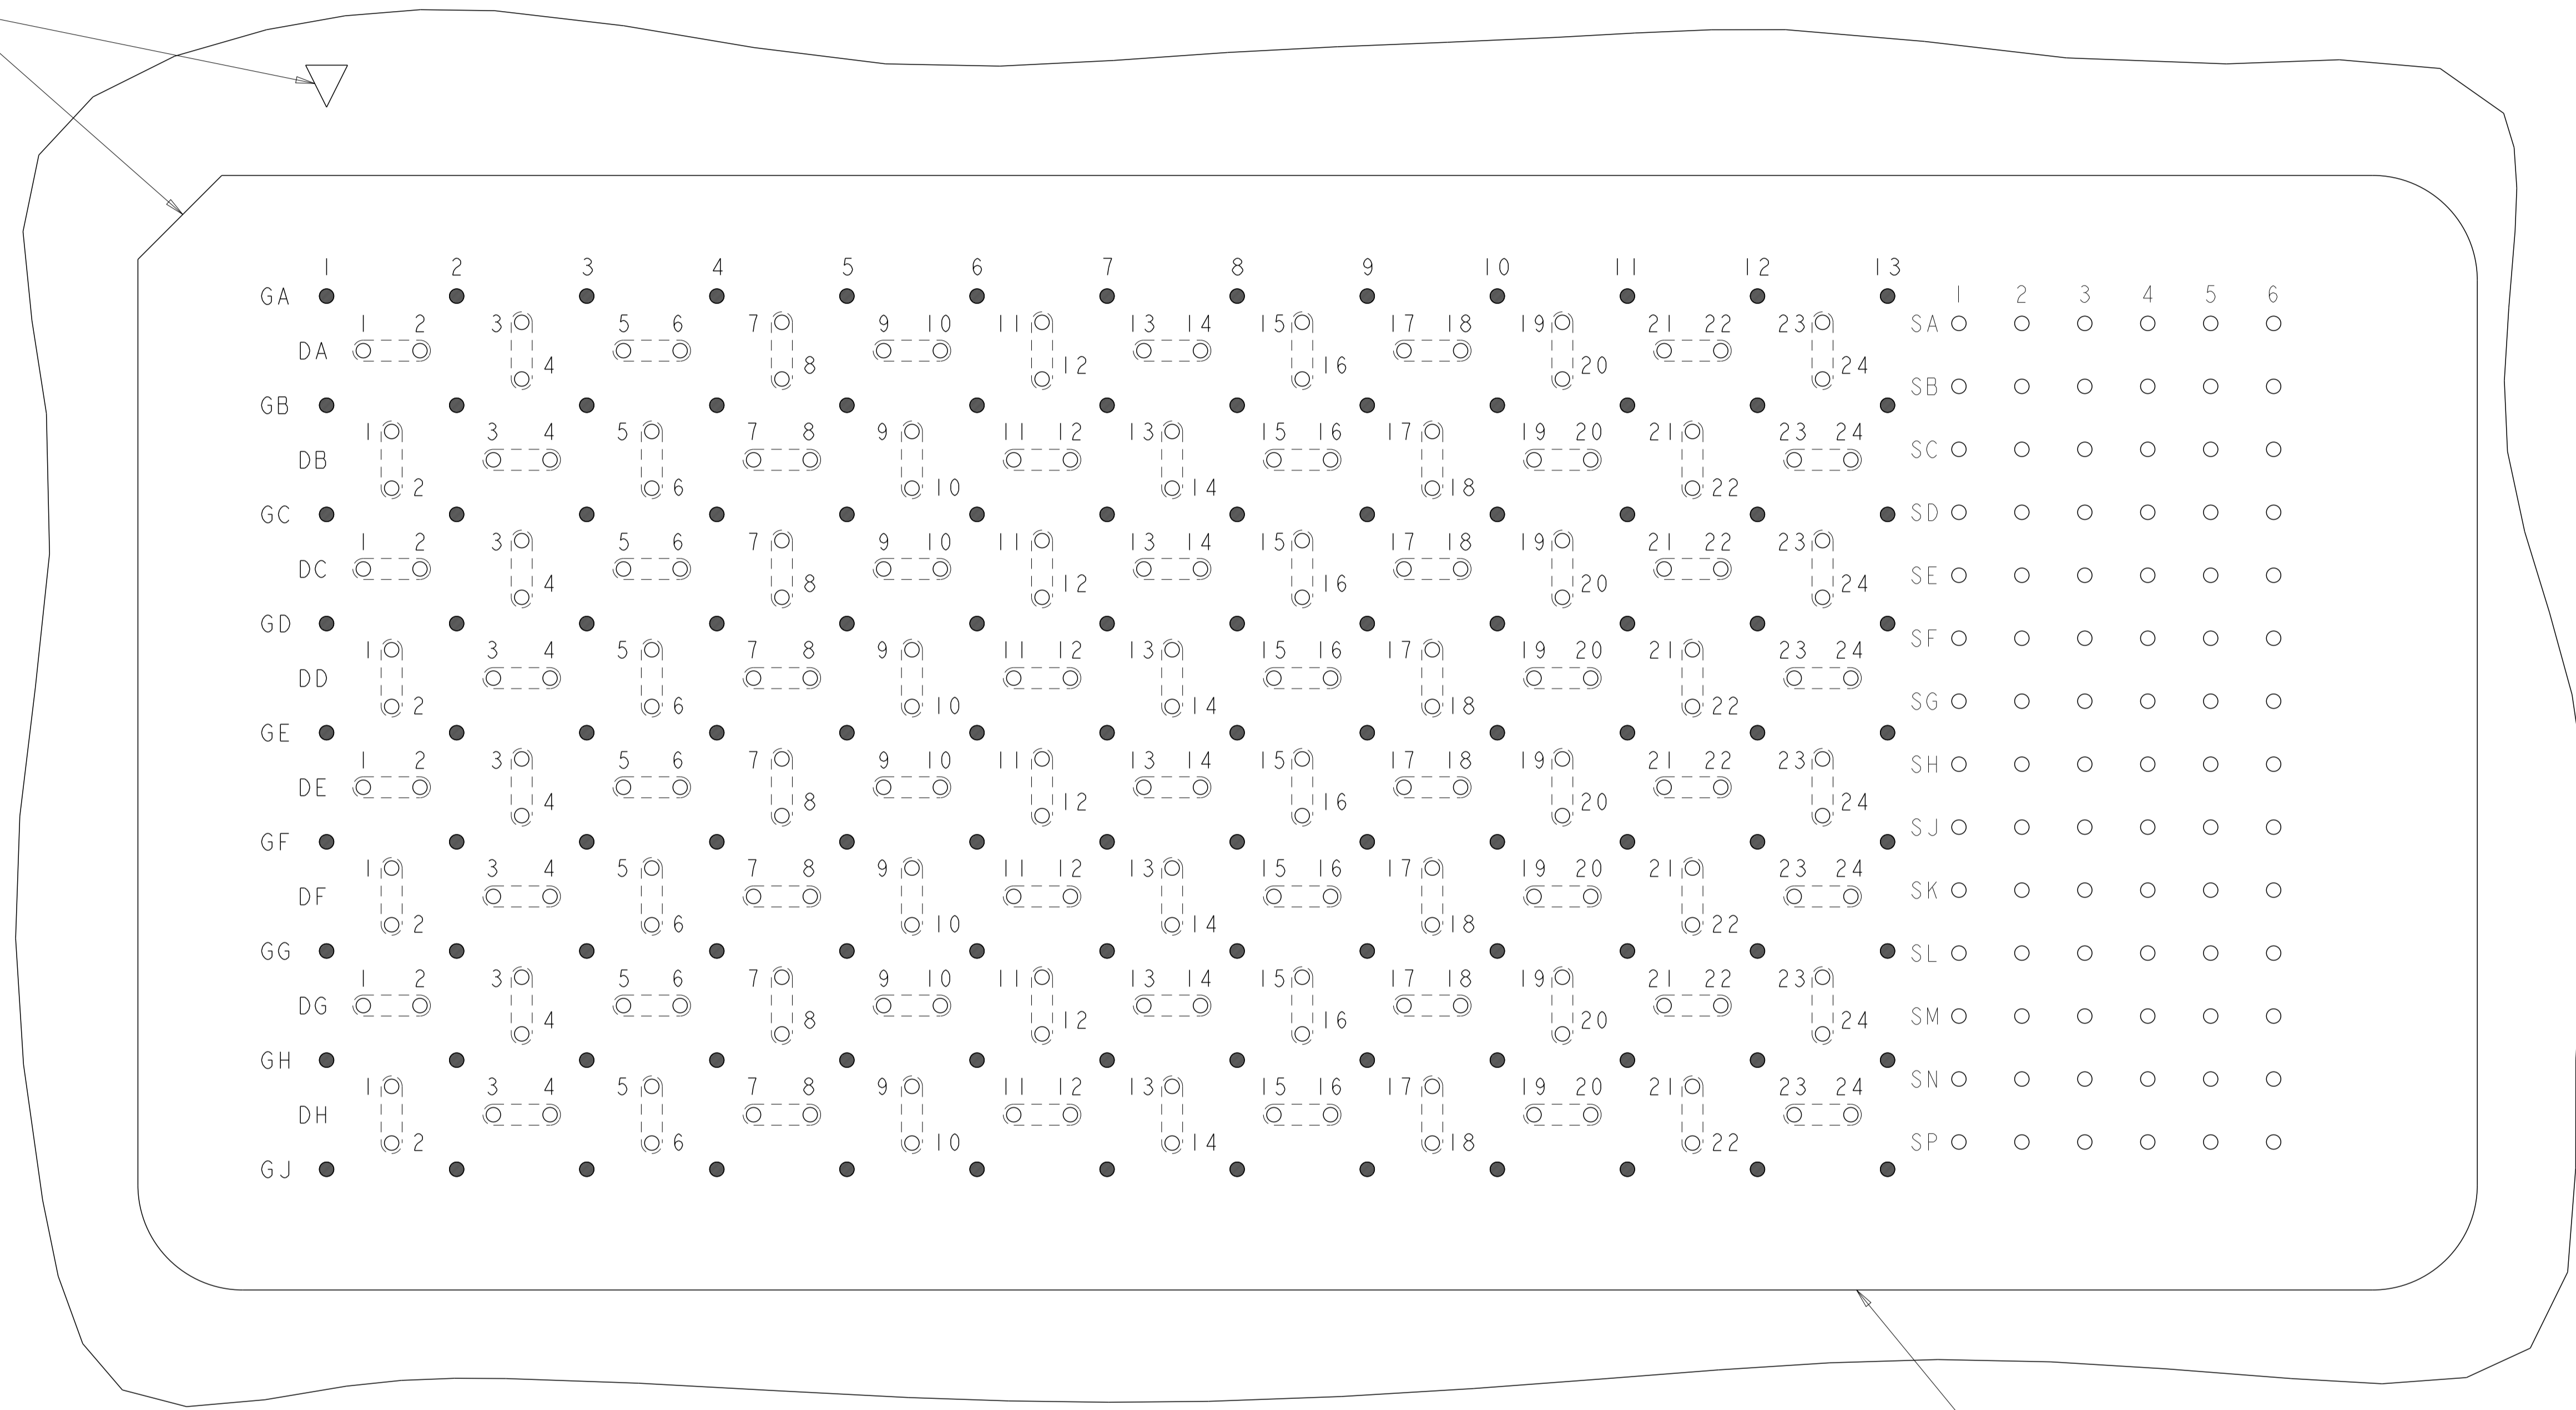 1 2 3 4 5 6 7 8 9 10 11 12 13
GA 1 2 3 4 5 6
1 2 3 5 6 7 9 10 11 13 14 15 17 18 19 21 22 23 SA
DA
4 8 12 16 20 24
SB
GB
1 3 4 5 7 8 9 11 12 13 15 16 17 19 20 21 23 24
SC
DB
2 6 10 14 18 22
GC SD
1 2 3 5 6 7 9 10 11 13 14 15 17 18 19 21 22 23
DC SE
4 8 12 16 20 24
GD
SF
1 3 4 5 7 8 9 11 12 13 15 16 17 19 20 21 23 24
DD
SG
2 6 10 14 18 22
GE
1 2 3 5 6 7 9 10 11 13 14 15 17 18 19 21 22 23 SH
DE
4 8 12 16 20 24
SJ
GF
1 3 4 5 7 8 9 11 12 13 15 16 17 19 20 21 23 24
DF SK
2 6 10 14 18 22
GG SL
1 2 3 5 6 7 9 10 11 13 14 15 17 18 19 21 22 23
DG
4 8 12 16 20 24 SM
GH
1 3 4 5 7 8 9 11 12 13 15 16 17 19 20 21 23 24 SN
DH
2 6 10 14 18 22 SP
GJ